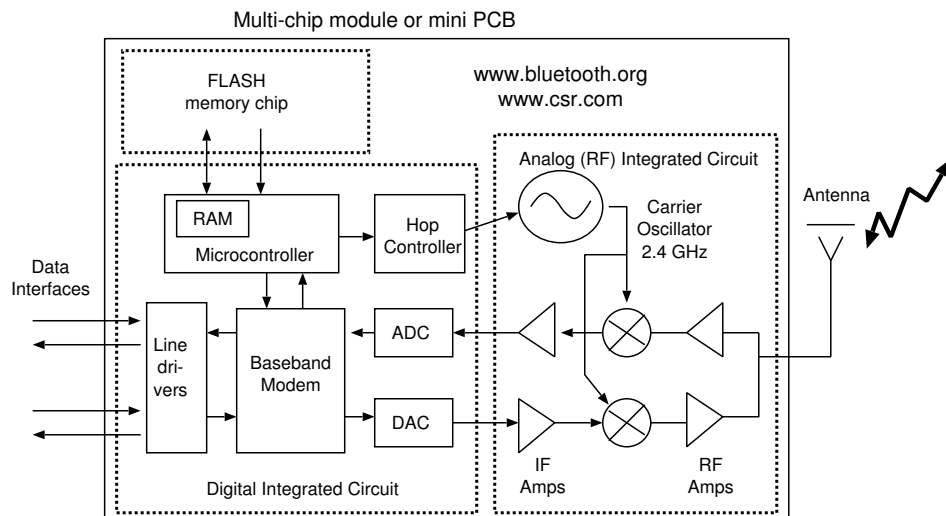 Multi-chip module or mini PCB
FLASH
memory chip
www.bluetooth.org
www.csr.com
Analog (RF) Integrated Circuit
RAM
Microcontroller
Hop
Controller
Carrier
Oscillator
2.4 GHz
Antenna
Data
Interfaces
Line
dri-
vers
Baseband
Modem
ADC
DAC
IF
Amps
RF
Amps
Digital Integrated Circuit